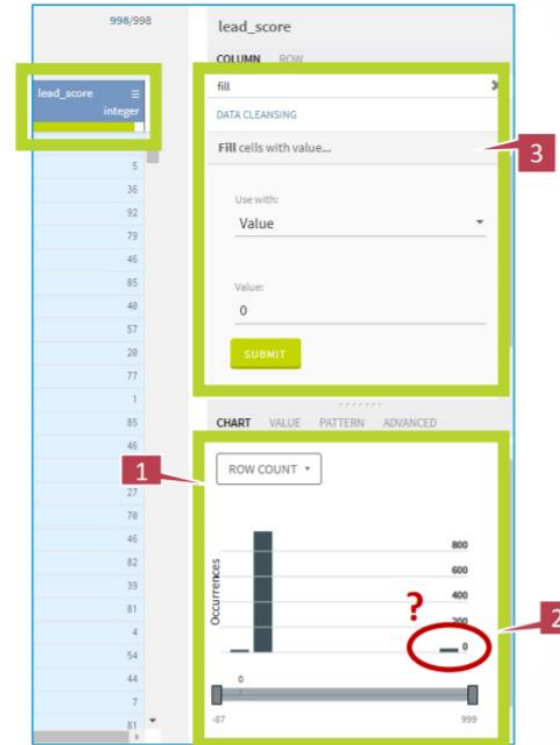 998/998
lead_score
integer
5
36
92
79
46
85
40
57
20
77
1
85
46
27
70
46
82
39
81
4
54
44
7
81
lead_score
COLUMN ROW
fill
DATA CLEANSING
Fill cells with value...
Use with:
Value
Value:
0
SUBMIT
3
CHART VALUE PATTERN ADVANCED
1
ROW COUNT
Occurrences
800
600
400
200
0
?
2
0
-87 999